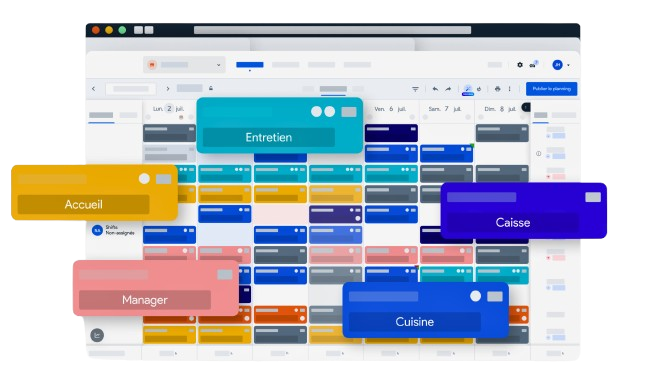 JH
Publier le planning
Lun. 2 juil.
Ven. 6 juil.
Sam. 7 juil.
Dim. 8 juil.
Entretien
Accueil
Caisse
Shifts
Non-assignés
Manager
Cuisine